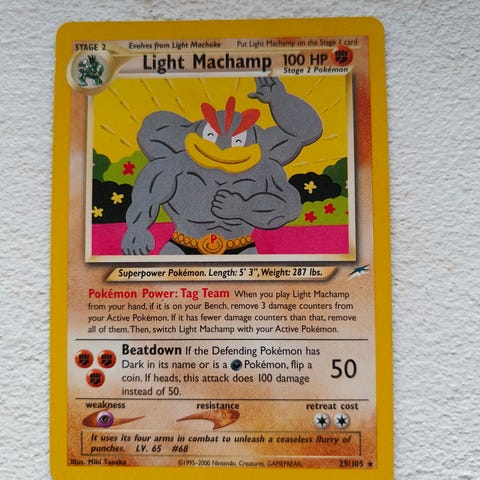 STAGE 2 Evolves from Light Machoke Put Light Machamp on the Stage 1 card
Light Machamp 100 HP
Stage 2 Pokémon
P
Superpower Pokémon. Length: 5' 3", Weight: 287 lbs.
Pokémon Power: Tag Team When you play Light Machamp
from your hand, if it is on your Bench, remove 3 damage counters from
your Active Pokémon. If it has fewer damage counters than that, remove
all of them. Then, switch Light Machamp with your Active Pokémon.
Beatdown If the Defending Pokémon has
Dark in its name or is a Pokémon, flip a
coin. If heads, this attack does 100 damage
instead of 50.
50
weakness resistance retreat cost
It uses its four arms in combat to unleash a ceaseless flurry of
punches. LV. 65 #68
Illus. Miki Tanaka ©1995-2000 Nintendo, Creatures, GAMEFREAK. 25/105 ★